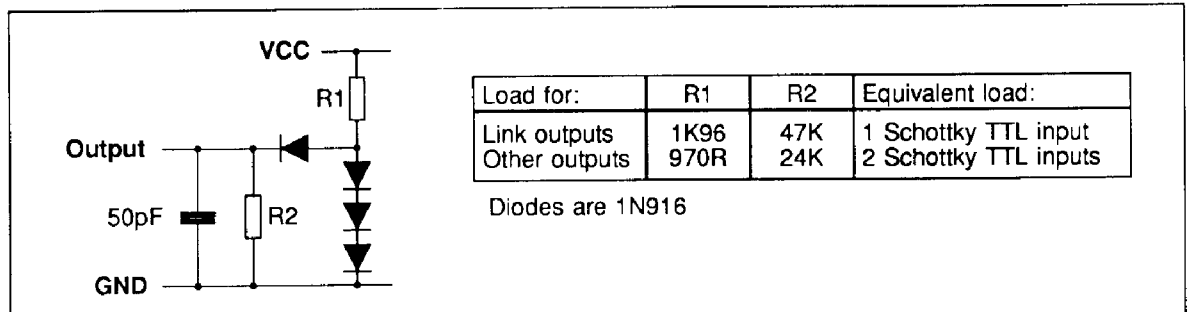 VCC
R1
Output
50pF
R2
GND
Load for: R1 R2 Equivalent load:
Link outputs 1K96 47K 1 Schottky TTL input
Other outputs 970R 24K 2 Schottky TTL inputs
Diodes are 1N916